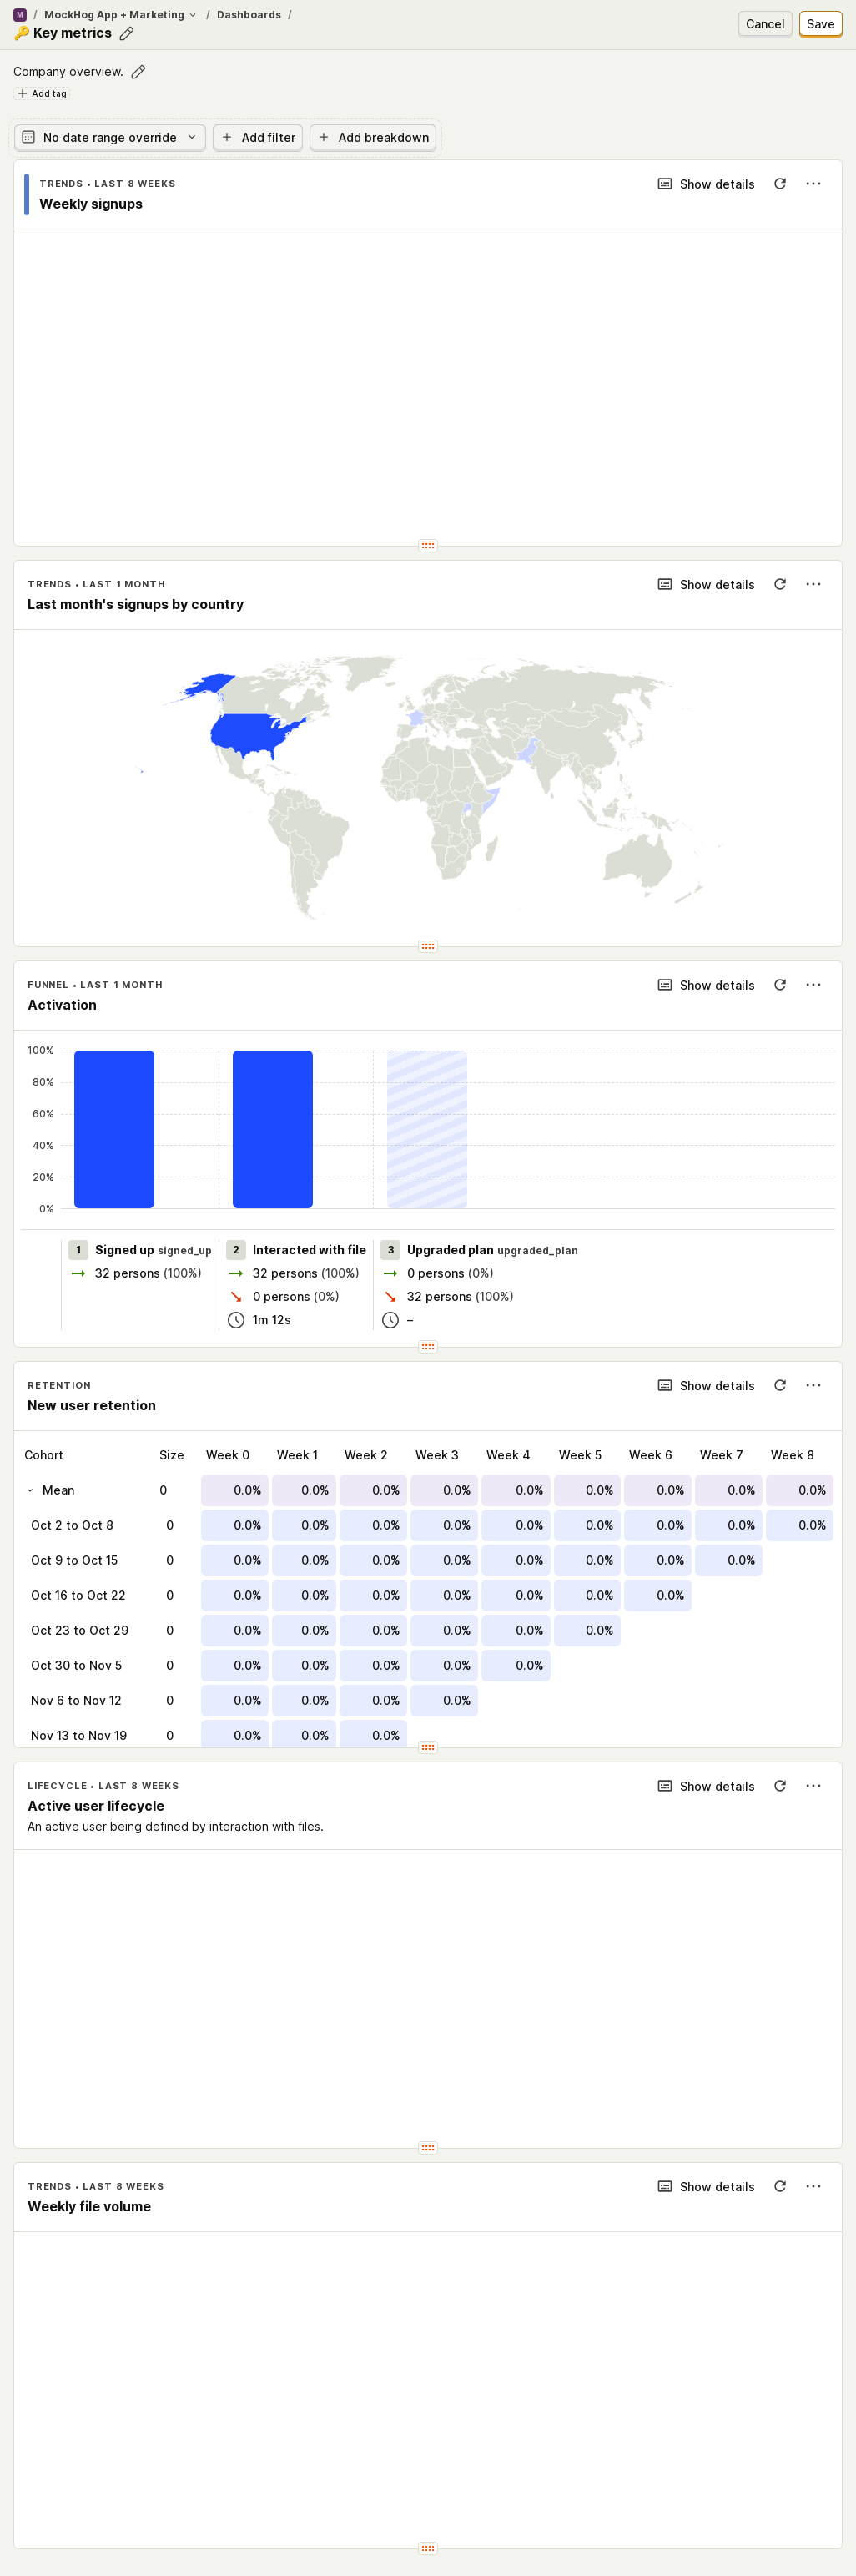 M / MockHog App + Marketing / Dashboards /
🔑 Key metrics
Cancel Save
Company overview.
Add tag
No date range override Add filter Add breakdown
TRENDS • LAST 8 WEEKS
Show details
Weekly signups
TRENDS • LAST 1 MONTH
Show details
Last month's signups by country
FUNNEL • LAST 1 MONTH
Show details
Activation
100%
80%
60%
40%
20%
0%
1 Signed up signed_up
32 persons (100%)
2 Interacted with file
32 persons (100%)
0 persons (0%)
1m 12s
3 Upgraded plan upgraded_plan
0 persons (0%)
32 persons (100%)
–
RETENTION
Show details
New user retention
Cohort Size Week 0 Week 1 Week 2 Week 3 Week 4 Week 5 Week 6 Week 7 Week 8
Mean 0 0.0% 0.0% 0.0% 0.0% 0.0% 0.0% 0.0% 0.0% 0.0%
Oct 2 to Oct 8 0 0.0% 0.0% 0.0% 0.0% 0.0% 0.0% 0.0% 0.0% 0.0%
Oct 9 to Oct 15 0 0.0% 0.0% 0.0% 0.0% 0.0% 0.0% 0.0% 0.0%
Oct 16 to Oct 22 0 0.0% 0.0% 0.0% 0.0% 0.0% 0.0% 0.0%
Oct 23 to Oct 29 0 0.0% 0.0% 0.0% 0.0% 0.0% 0.0%
Oct 30 to Nov 5 0 0.0% 0.0% 0.0% 0.0% 0.0%
Nov 6 to Nov 12 0 0.0% 0.0% 0.0% 0.0%
Nov 13 to Nov 19 0 0.0% 0.0% 0.0%
LIFECYCLE • LAST 8 WEEKS
Show details
Active user lifecycle
An active user being defined by interaction with files.
TRENDS • LAST 8 WEEKS
Show details
Weekly file volume